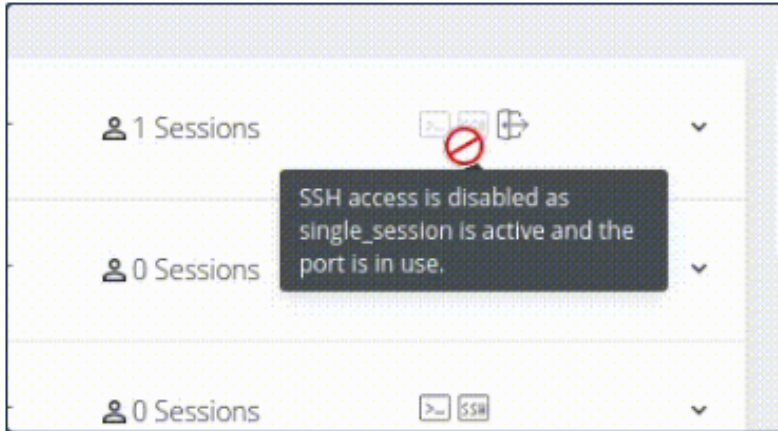 1 Sessions
SSH access is disabled as
single_session is active and the
port is in use.
0 Sessions
0 Sessions >_ SSH